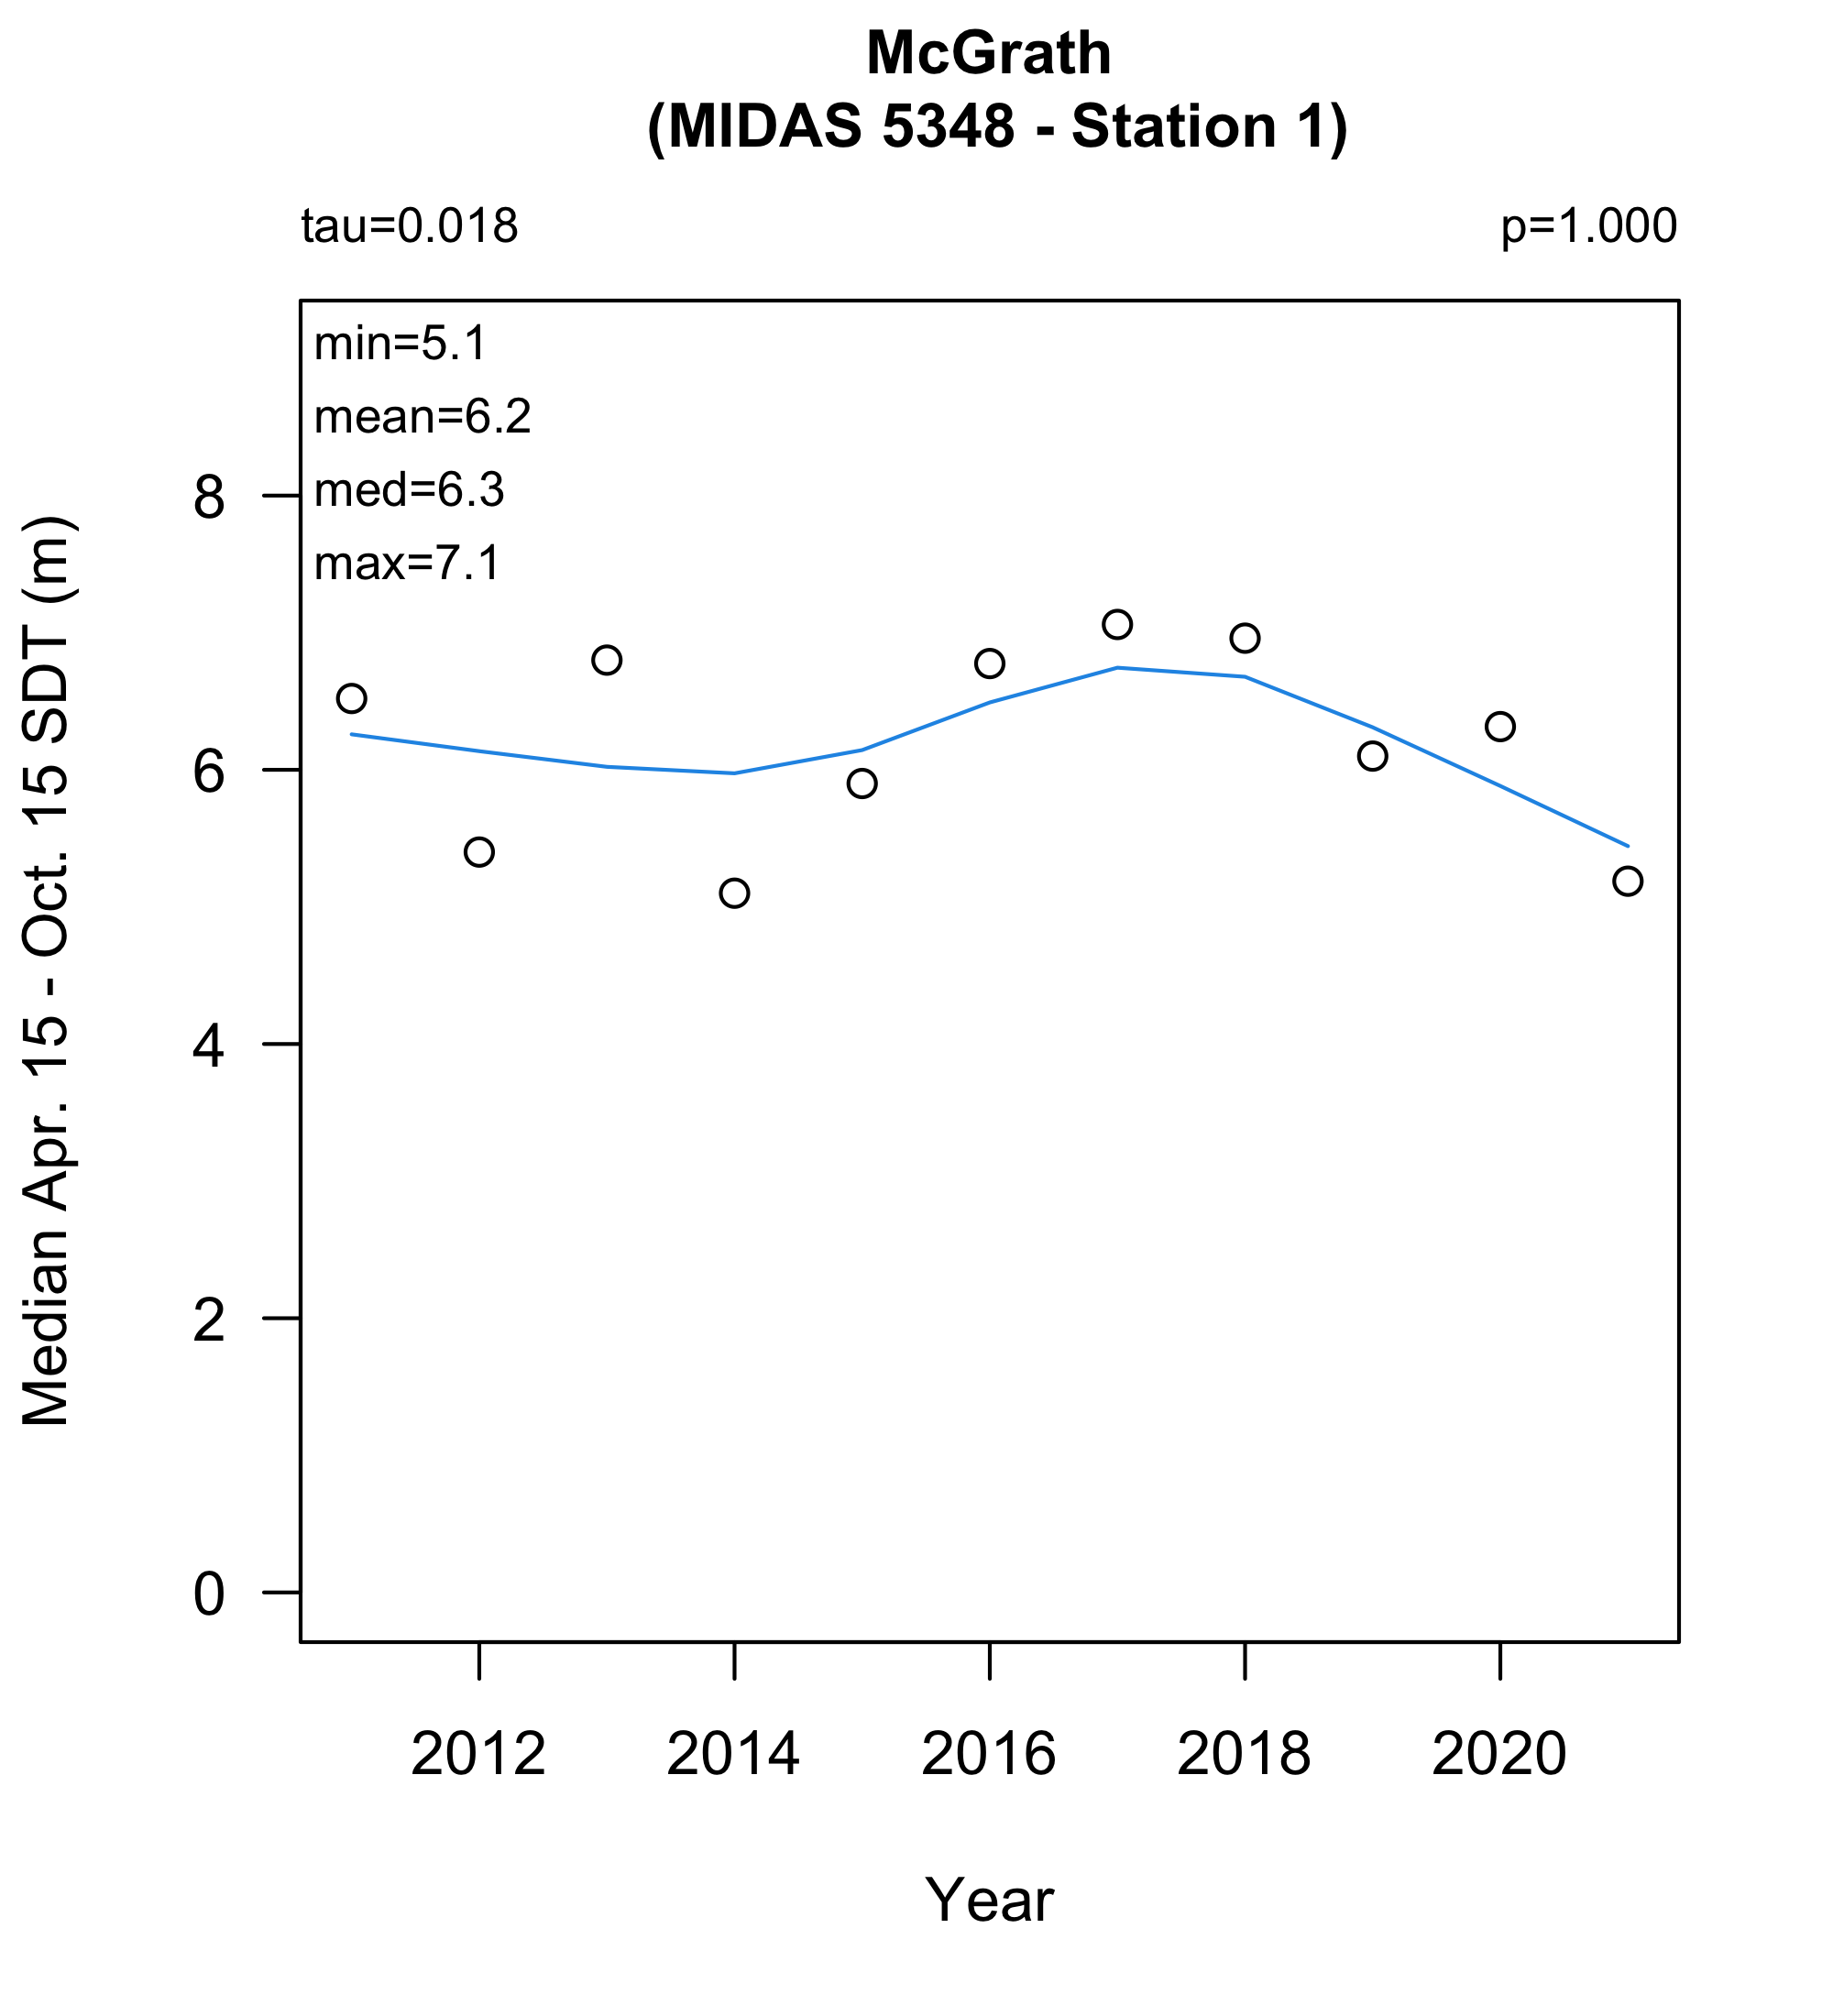 McGrath
(MIDAS 5348 - Station 1)
tau=0.018
p=1.000
min=5.1
mean=6.2
med=6.3
max=7.1
Median Apr. 15 - Oct. 15 SDT (m)
8
6
4
2
0
2012
2014
2016
2018
2020
Year